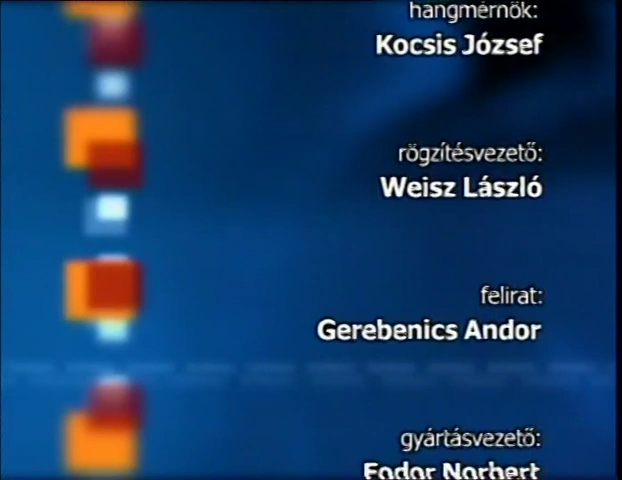 hangmérnök:
Kocsis József
rögzítésvezető:
Weisz László
felirat:
Gerebenics Andor
gyártásvezető:
Fodor Norbert